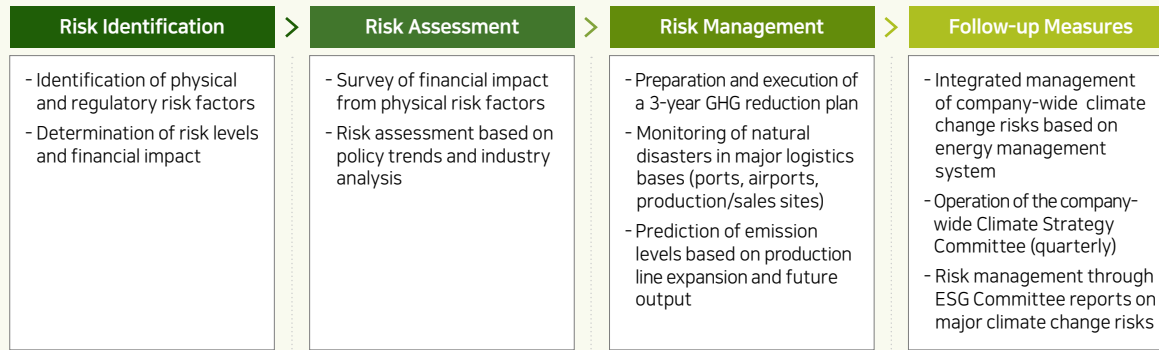 Risk Identification
- Identification of physical
and regulatory risk factors
- Determination of risk levels
and financial impact
Risk Assessment
- Survey of financial impact
from physical risk factors
- Risk assessment based on
policy trends and industry
analysis
Risk Management
- Preparation and execution of
a 3-year GHG reduction plan
- Monitoring of natural
disasters in major logistics
bases (ports, airports,
production/sales sites)
- Prediction of emission
levels based on production
line expansion and future
output
Follow-up Measures
- Integrated management
of company-wide climate
change risks based on
energy management
system
- Operation of the company-
wide Climate Strategy
Committee (quarterly)
- Risk management through
ESG Committee reports on
major climate change risks